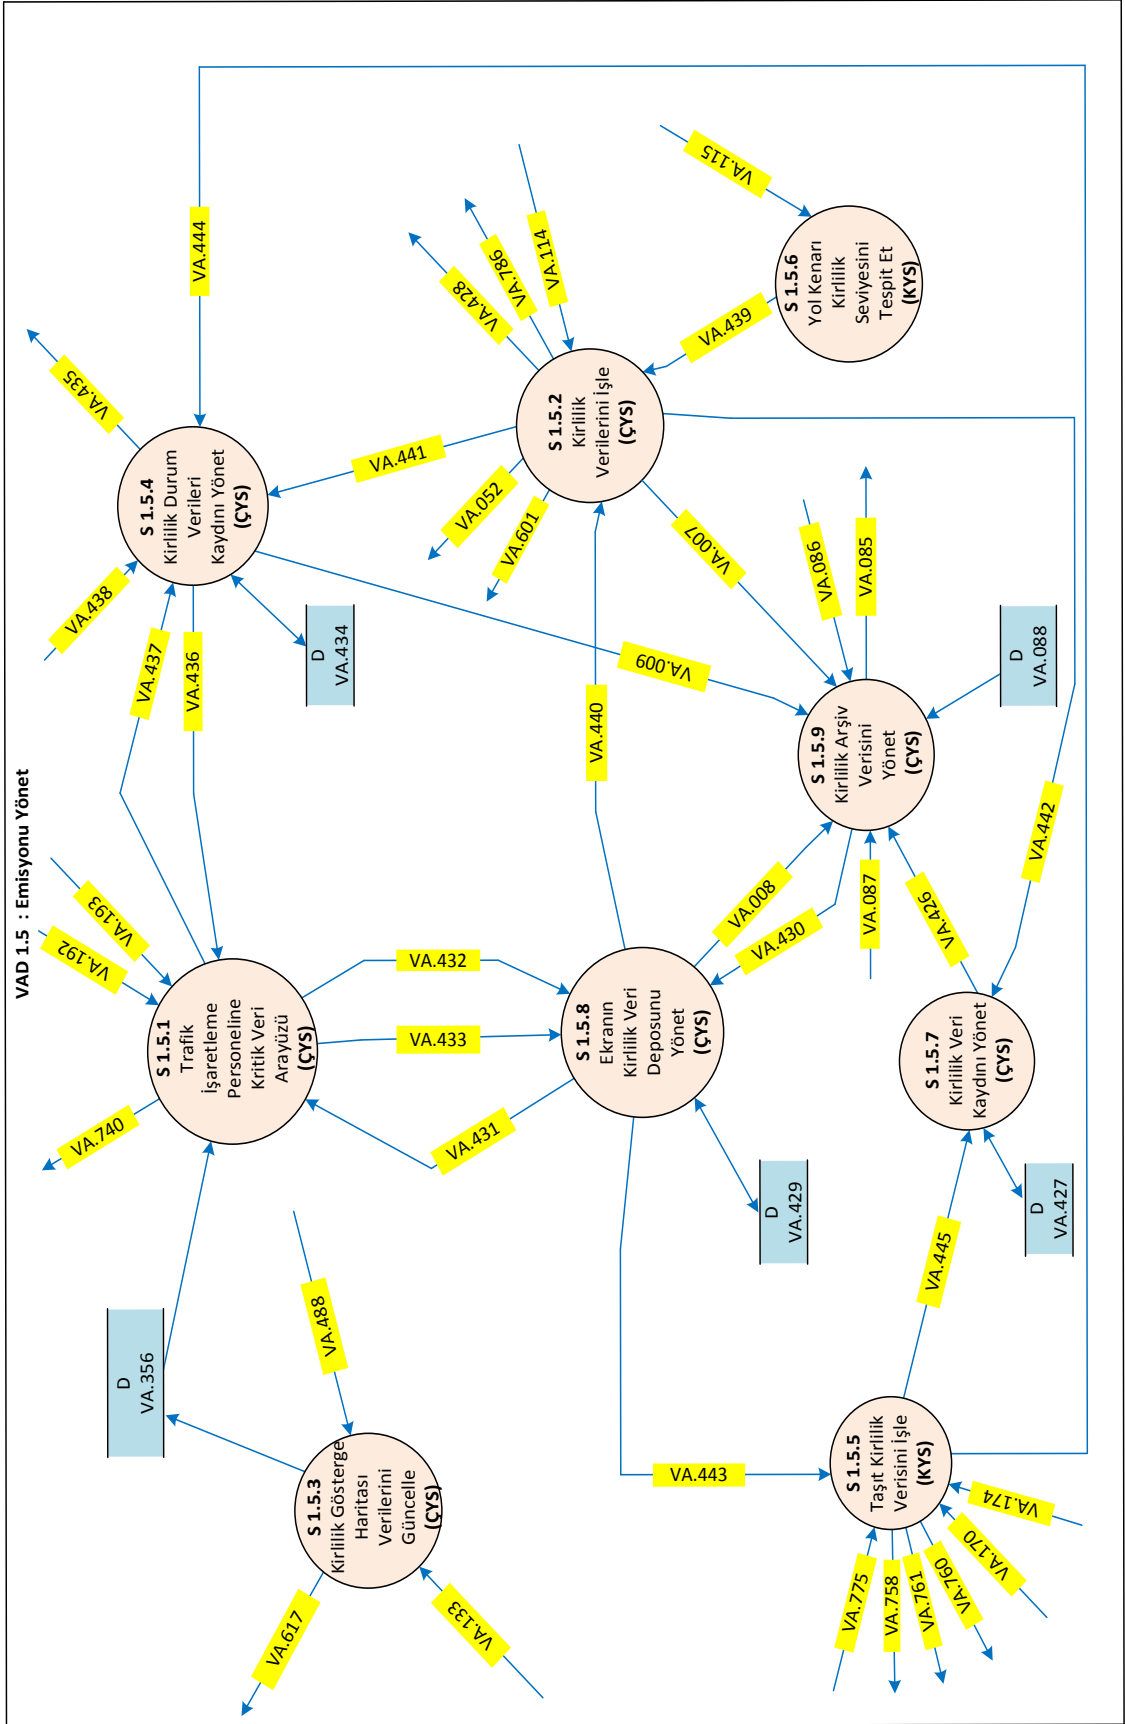 VAD 1.5 : Emisyonu Yönet
VA.444
VA.115
VA.435
VA.114
VA.786
VA.428
VA.439
S 1.5.6
Yol Kenarı
Kirlilik
Seviyesini
Tespit Et
(KYS)
S 1.5.4
Kirlilik Durum
Verileri
Kaydını Yönet
(ÇYS)
VA.441
S 1.5.2
Kirlilik
Verilerini İşle
(ÇYS)
VA.052
VA.601
VA.007
VA.438
VA.437
VA.436
D
VA.434
VA.009
VA.086
VA.085
VA.440
D
VA.088
S 1.5.9
Kirlilik Arşiv
Verisini
Yönet
(ÇYS)
VA.442
VA.193
VA.192
VA.432
VA.433
VA.431
VA.008
VA.430
VA.087
VA.426
S 1.5.1
Trafik
İşaretleme
Personeline
Kritik Veri
Arayüzü
(ÇYS)
S 1.5.8
Ekranın
Kirlilik Veri
Deposunu
Yönet
(ÇYS)
S 1.5.7
Kirlilik Veri
Kaydını Yönet
(ÇYS)
VA.740
D
VA.429
D
VA.427
VA.445
VA.488
D
VA.356
VA.443
S 1.5.3
Kirlilik Gösterge
Haritası
Verilerini
Güncelle
(ÇYS)
S 1.5.5
Taşıt Kirlilik
Verisini İşle
(KYS)
VA.617
VA.133
VA.775
VA.758
VA.761
VA.760
VA.170
VA.174